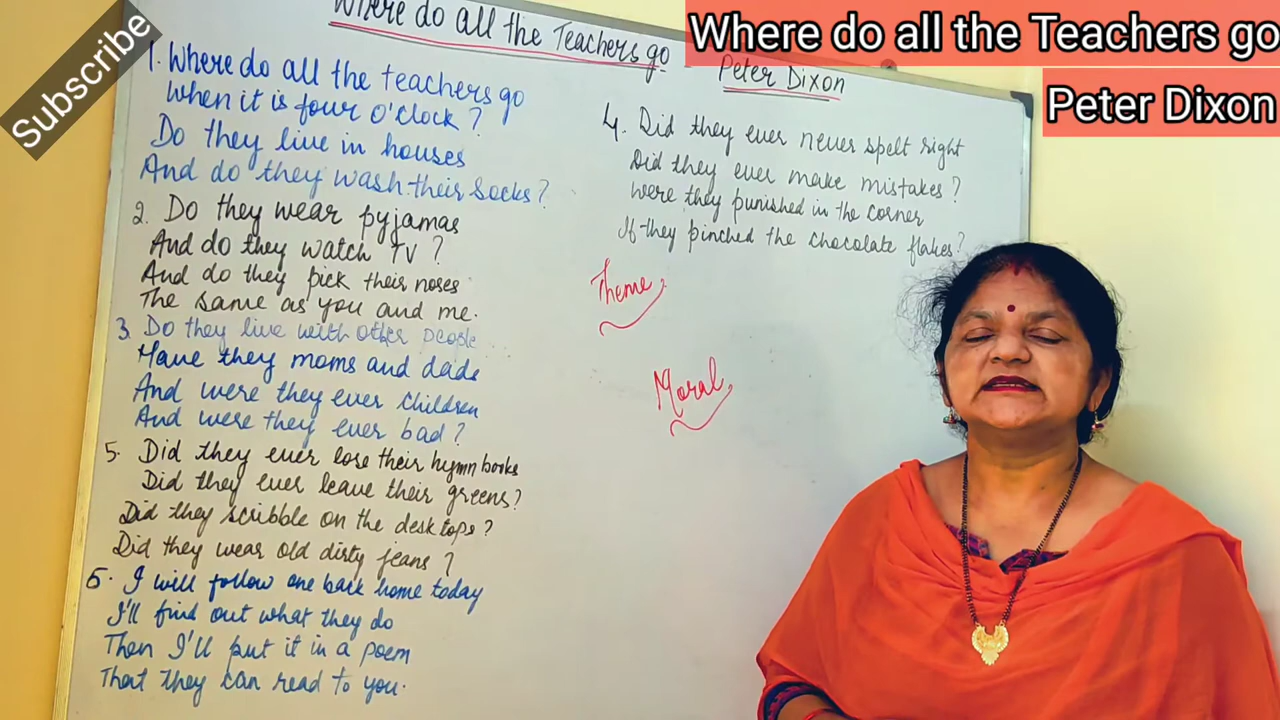 Subscribe
Where do all the Teachers go
Peter Dixon
Where do all the Teachers go
Peter Dixon
1. Where do all the teachers go
When it is four O'clock?
Do they live in houses
And do they wash their Socks?
2. Do they wear pyjamas
And do they watch TV?
And do they pick their noses
The same as you and me.
3. Do they live with other people
Have they moms and dads
And were they ever children
And were they ever bad?
4. Did they ever never spelt right
Did they ever make mistakes?
were they punished in the corner
If they pinched the chocolate flakes?
5. Did they ever lose their hymn books
Did they ever leave their greens?
Did they scribble on the desk tops?
Did they wear old dirty jeans?
6. I will follow one back home today
I'll find out what they do
Then I'll put it in a poem
That they can read to you.
Theme
Moral